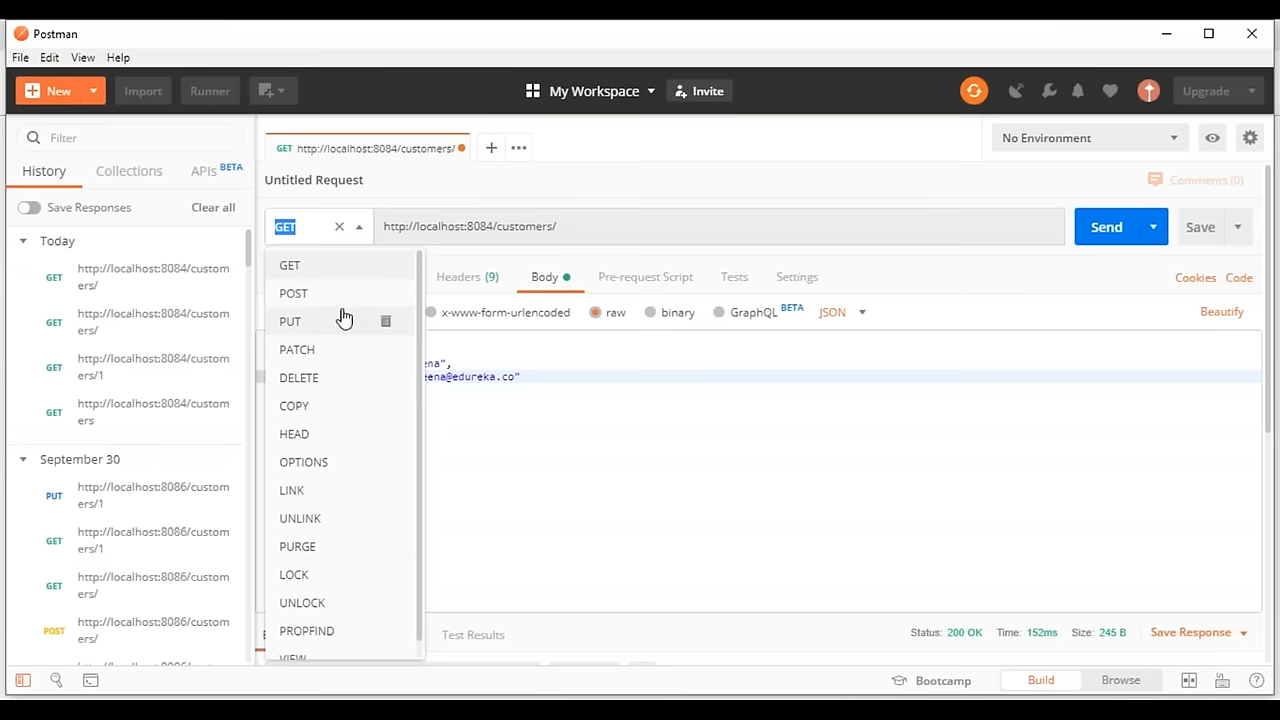 Postman
File Edit View Help
New Import Runner My Workspace Invite Upgrade
Filter
History Collections APIs BETA
Save Responses Clear all
Today
GET http://localhost:8084/custom
ers/
GET http://localhost:8084/custom
ers/
GET http://localhost:8084/custom
ers/1
GET http://localhost:8084/custom
ers
September 30
PUT http://localhost:8086/custom
ers/1
GET http://localhost:8086/custom
ers/1
GET http://localhost:8086/custom
ers/
POST http://localhost:8086/custom
ers/
GET http://localhost:8084/customers/
No Environment
Untitled Request
Comments (0)
GET http://localhost:8084/customers/ Send Save
Headers (9) Body Pre-request Script Tests Settings Cookies Code
x-www-form-urlencoded raw binary GraphQL BETA JSON Beautify
GET
POST
PUT
PATCH
DELETE
COPY
HEAD
OPTIONS
LINK
UNLINK
PURGE
LOCK
UNLOCK
PROPFIND
VIEW
ena",
eena@edureka.co"
Test Results Status: 200 OK Time: 152ms Size: 245 B Save Response
Bootcamp Build Browse